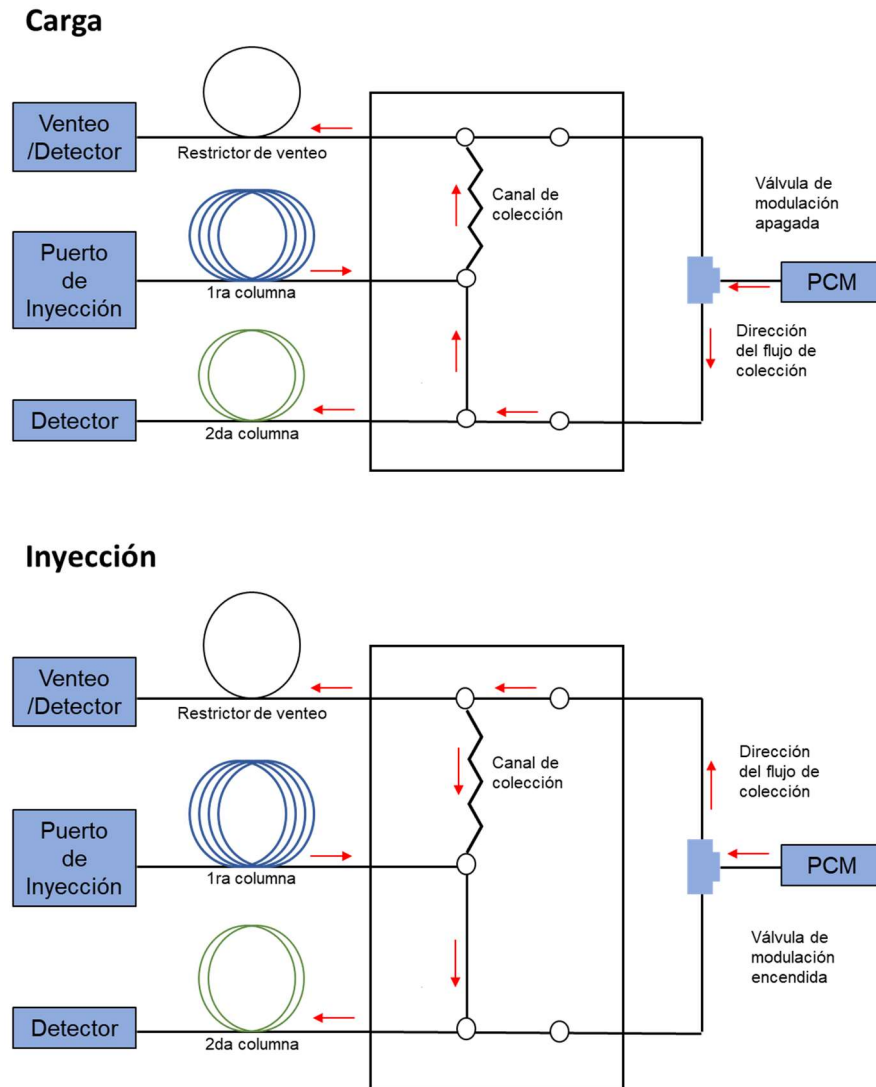 Carga
Venteo
/Detector
Restrictor de venteo
Canal de
colección
Válvula de
modulación
apagada
Puerto
de
Inyección
1ra columna
PCM
Dirección
del flujo de
colección
Detector
2da columna
Inyección
Venteo
/Detector
Restrictor de venteo
Canal de
colección
Dirección
del flujo de
colección
Puerto
de
Inyección
1ra columna
PCM
Válvula de
modulación
encendida
Detector
2da columna